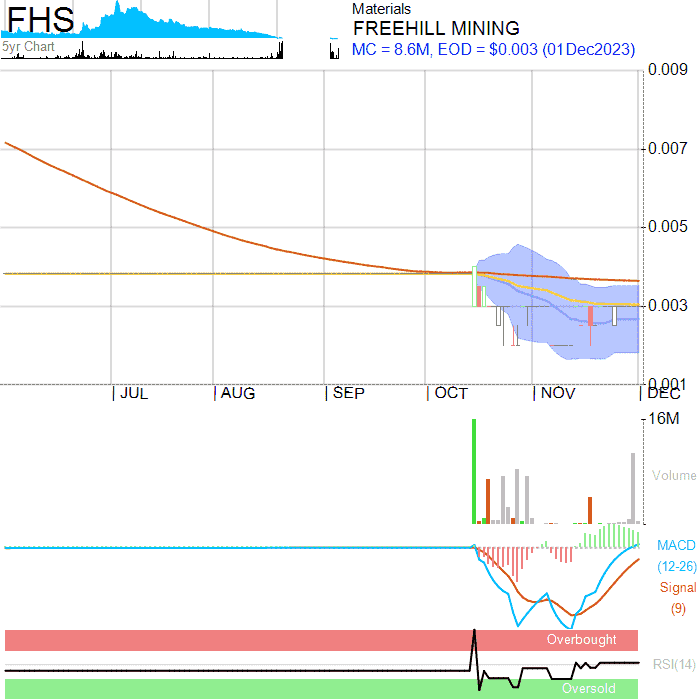 FHS
Materials
FREEHILL MINING
MC = 8.6M, EOD = $0.003 (01Dec2023)
5yr Chart
0.009
0.007
0.005
0.003
0.001
JUL
AUG
SEP
OCT
NOV
DEC
16M
Volume
MACD
(12-26)
Signal
(9)
Overbought
RSI(14)
Oversold